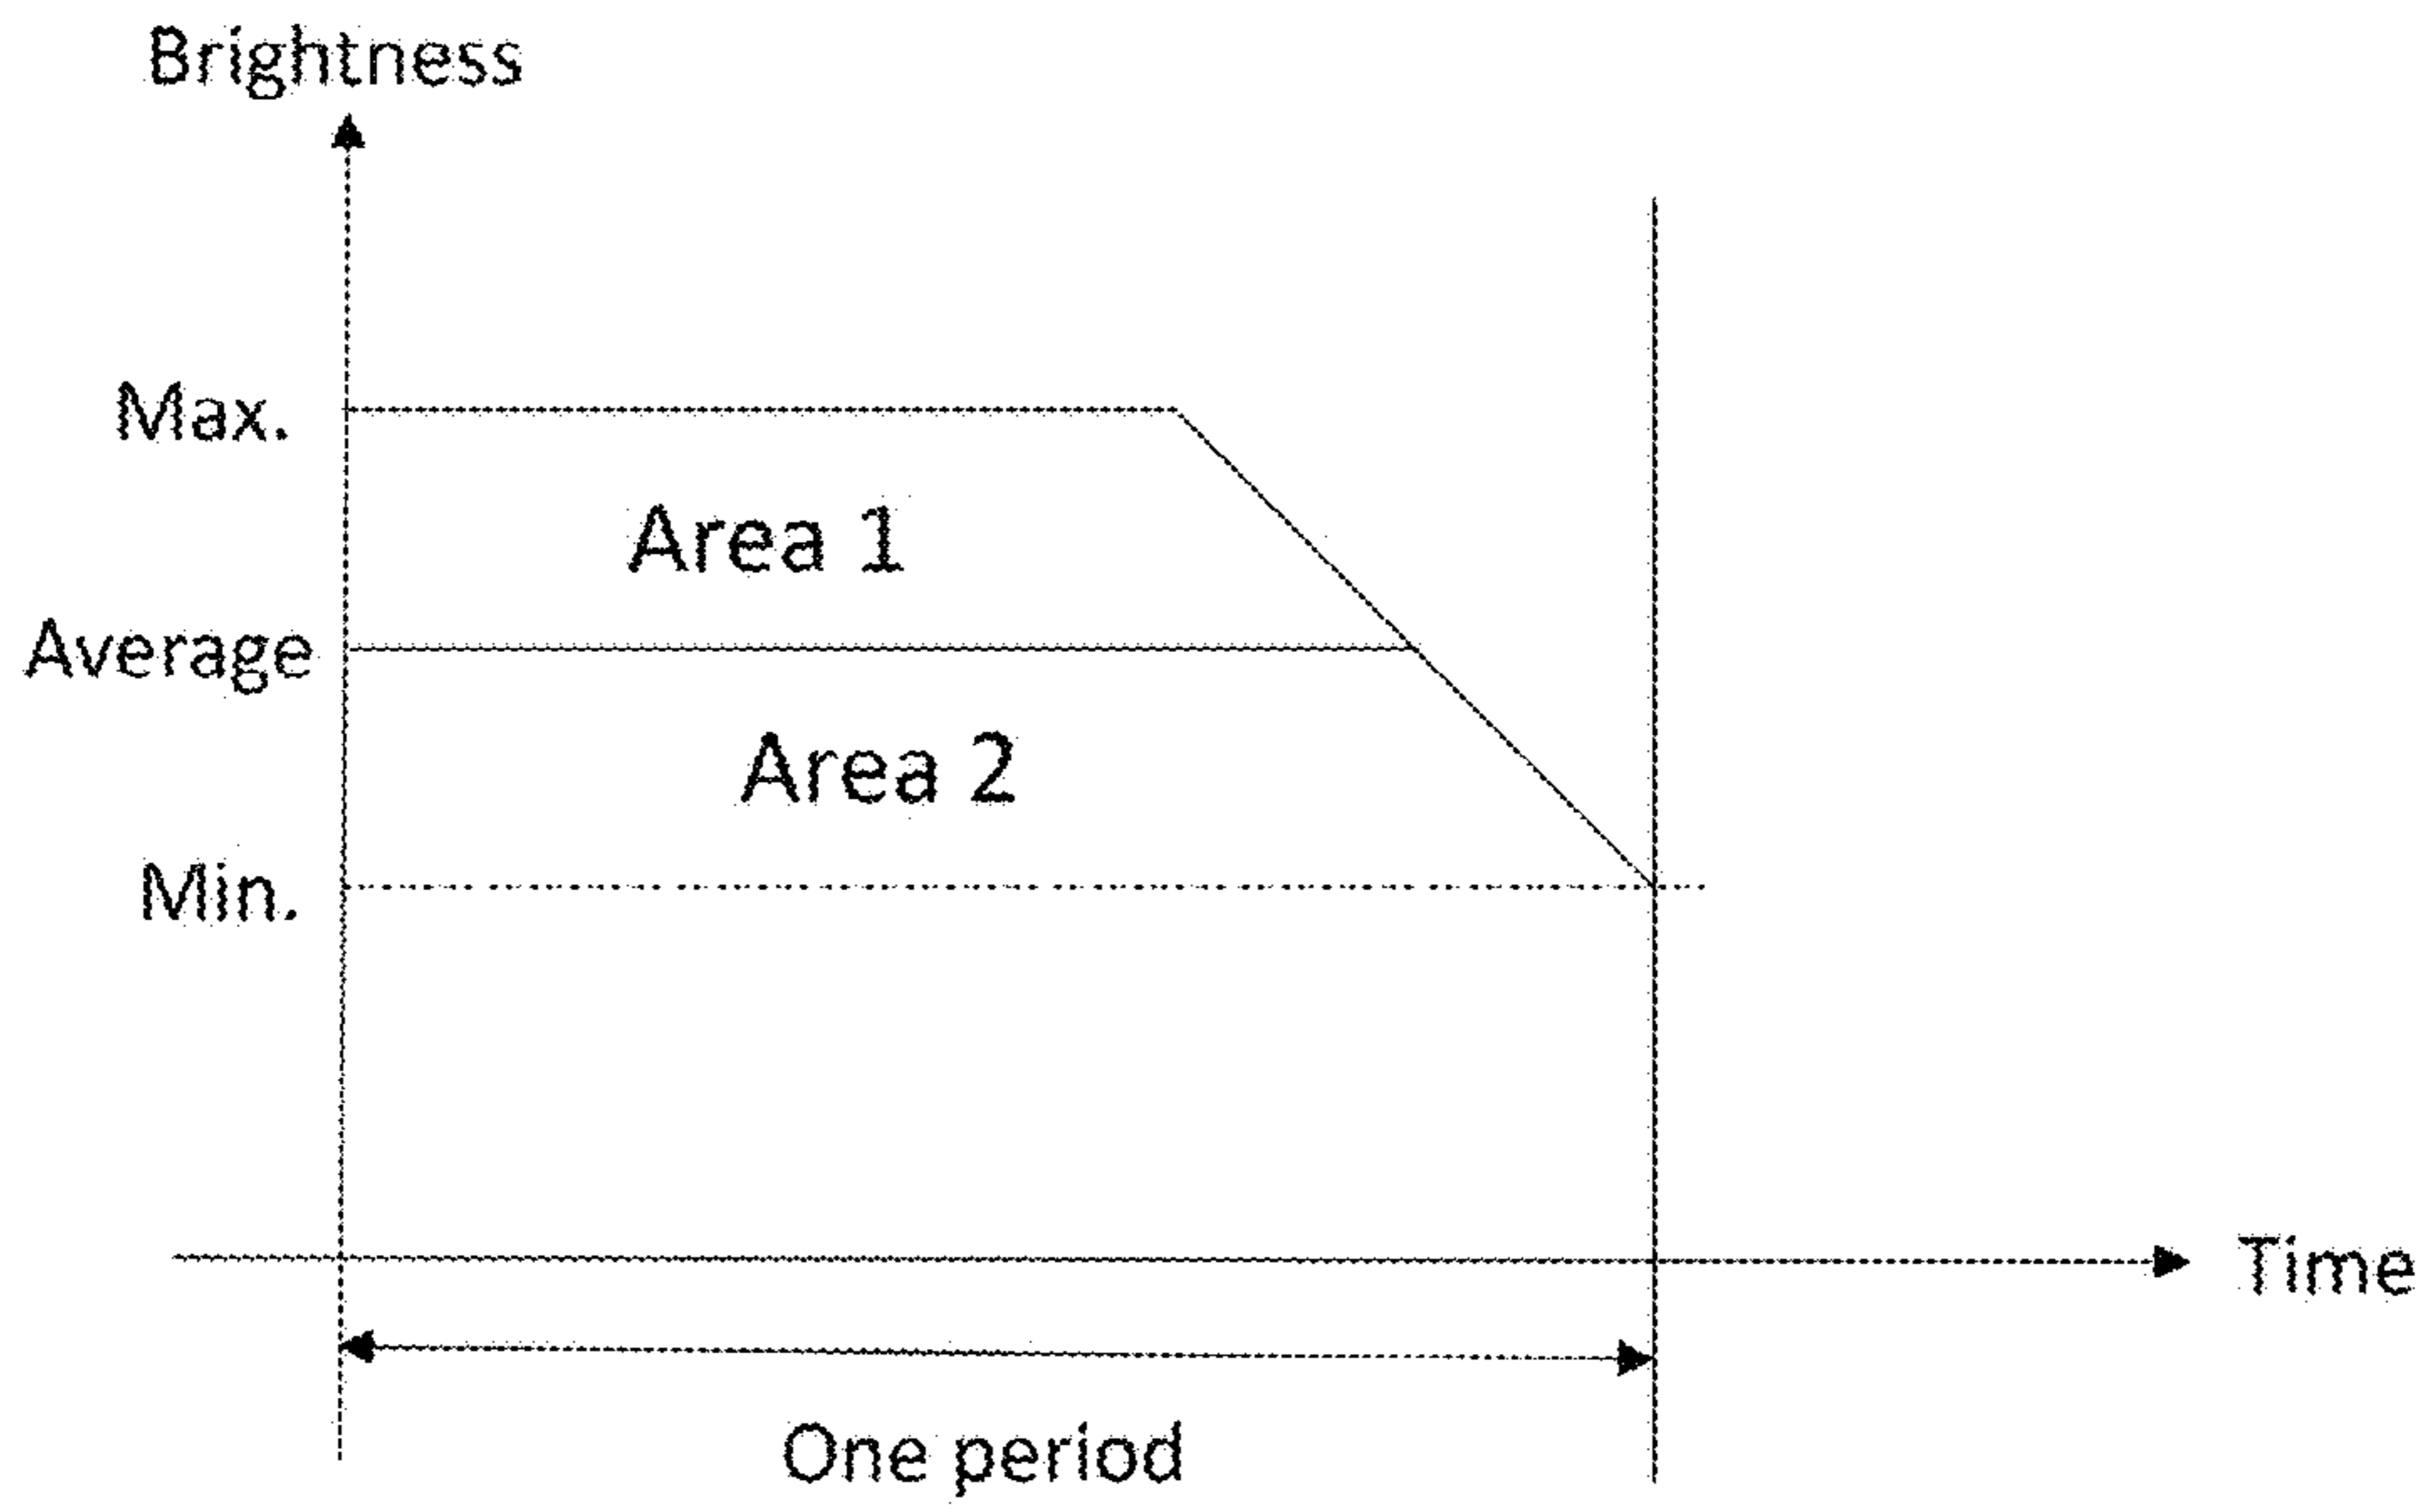 Brightness
Max.
Area 1
Average
Area 2
Min.
Time
One period